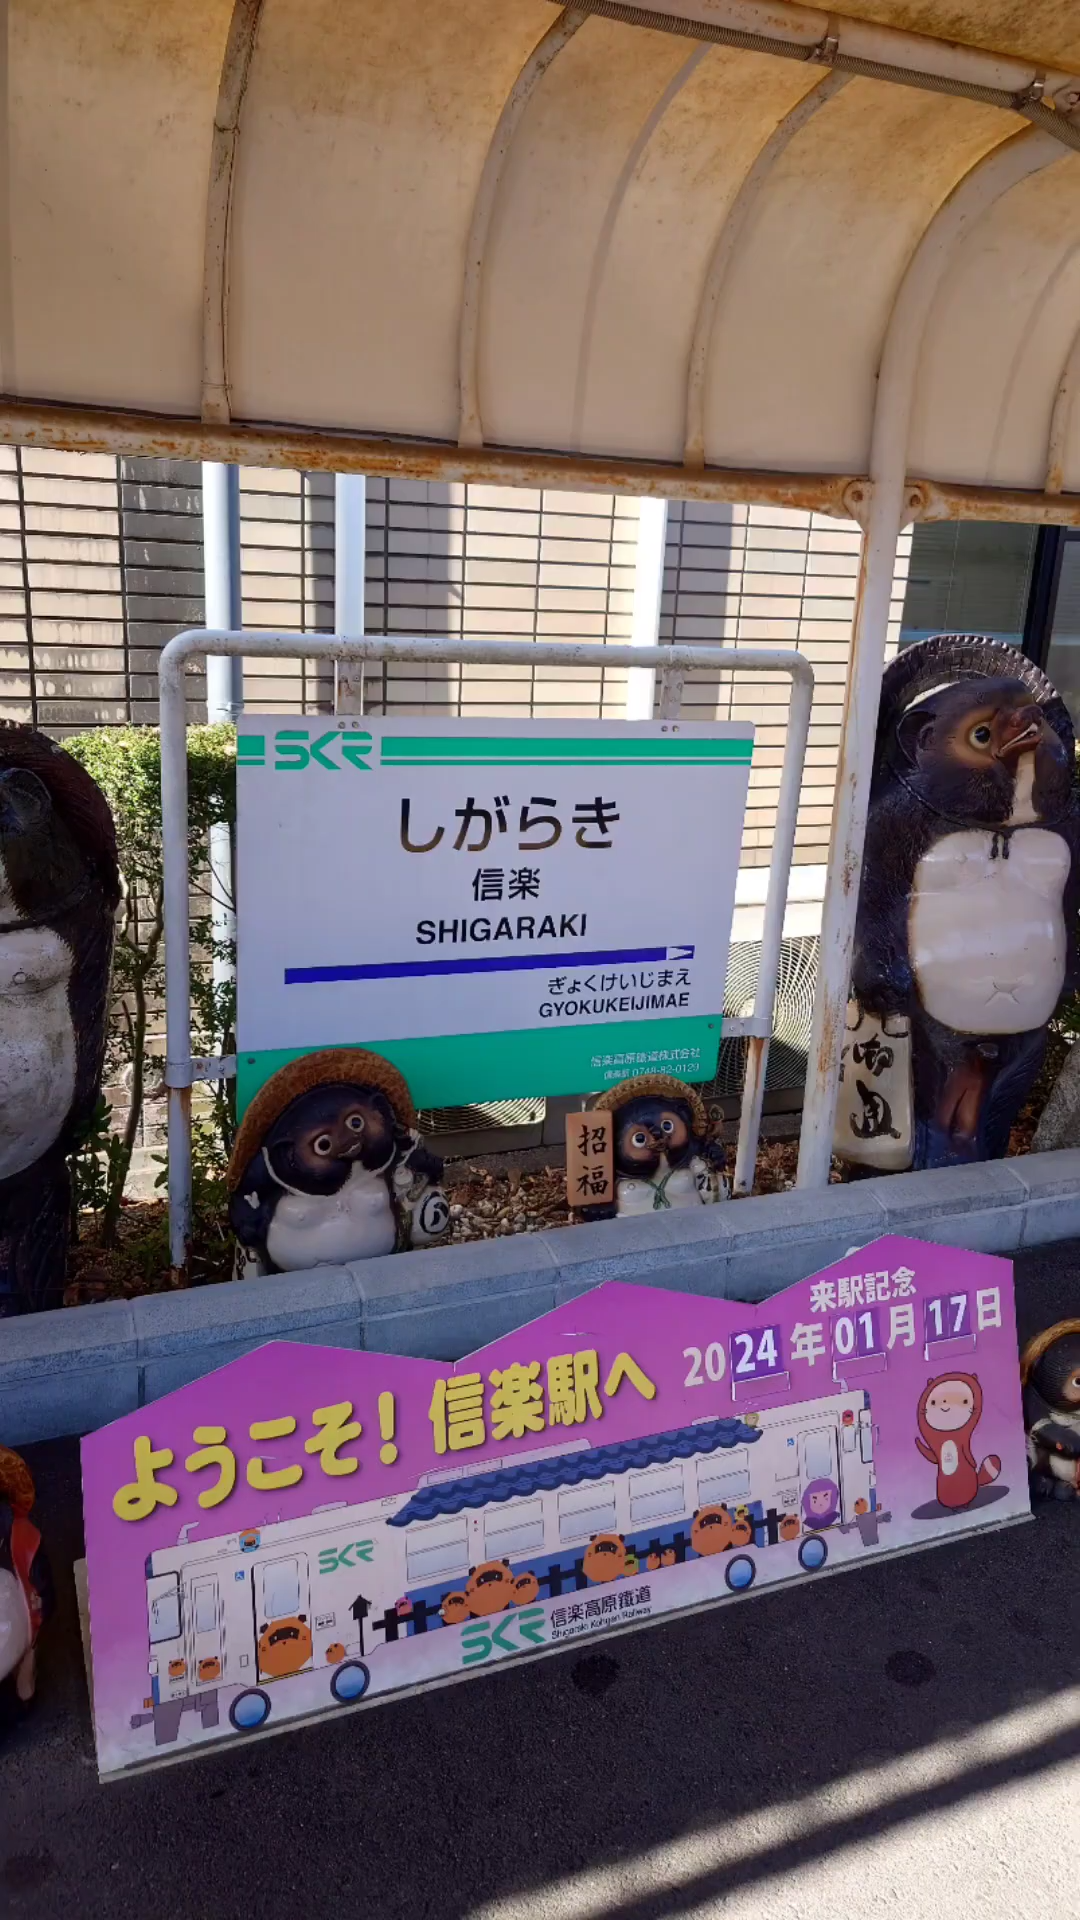 SKR
しがらき
信楽
SHIGARAKI
ぎょくけいじまえ
GYOKUKEIJIMAE
信楽高原鐵道株式会社
信楽駅 0748-82-0129
招福
来駅記念
2024年01月17日
ようこそ! 信楽駅へ
SKR
SKR 信楽高原鐵道
Shigaraki Kohgen Railway